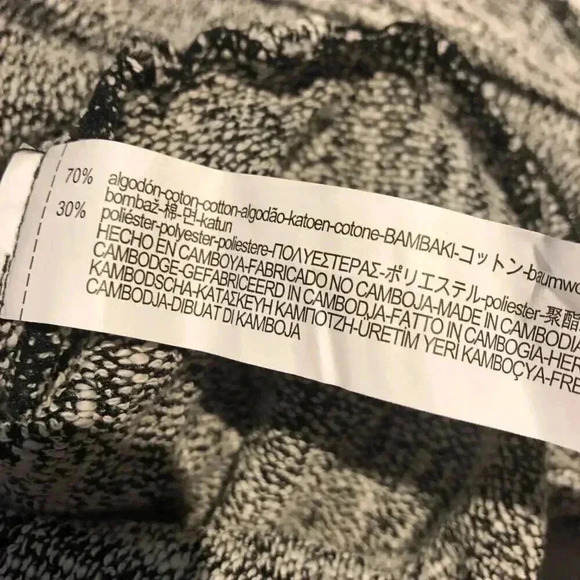 70% algodón-coton-cotton-algodão-katoen-cotone-BAMBAKI-コットン-baumwo
bombaž-棉-면-katun
30% poliéster-polyester-poliestere-ΠΟΛΥΕΣΤΕΡΑΣ-ポリエステル-poliester-聚酯
HECHO EN CAMBOYA-FABRICADO NO CAMBOJA-MADE IN CAMBODIA
CAMBODGE-GEFABRICEERD IN CAMBODJA-FATTO IN CAMBOGIA-HER
KAMBODSCHA-ΚΑΤΑΣΚΕΥΗ ΚΑΜΠΟΤΖΗ-ÜRETİM YERİ KAMBOÇYA-FRE
CAMBODJA-DIBUAT DI KAMBOJA